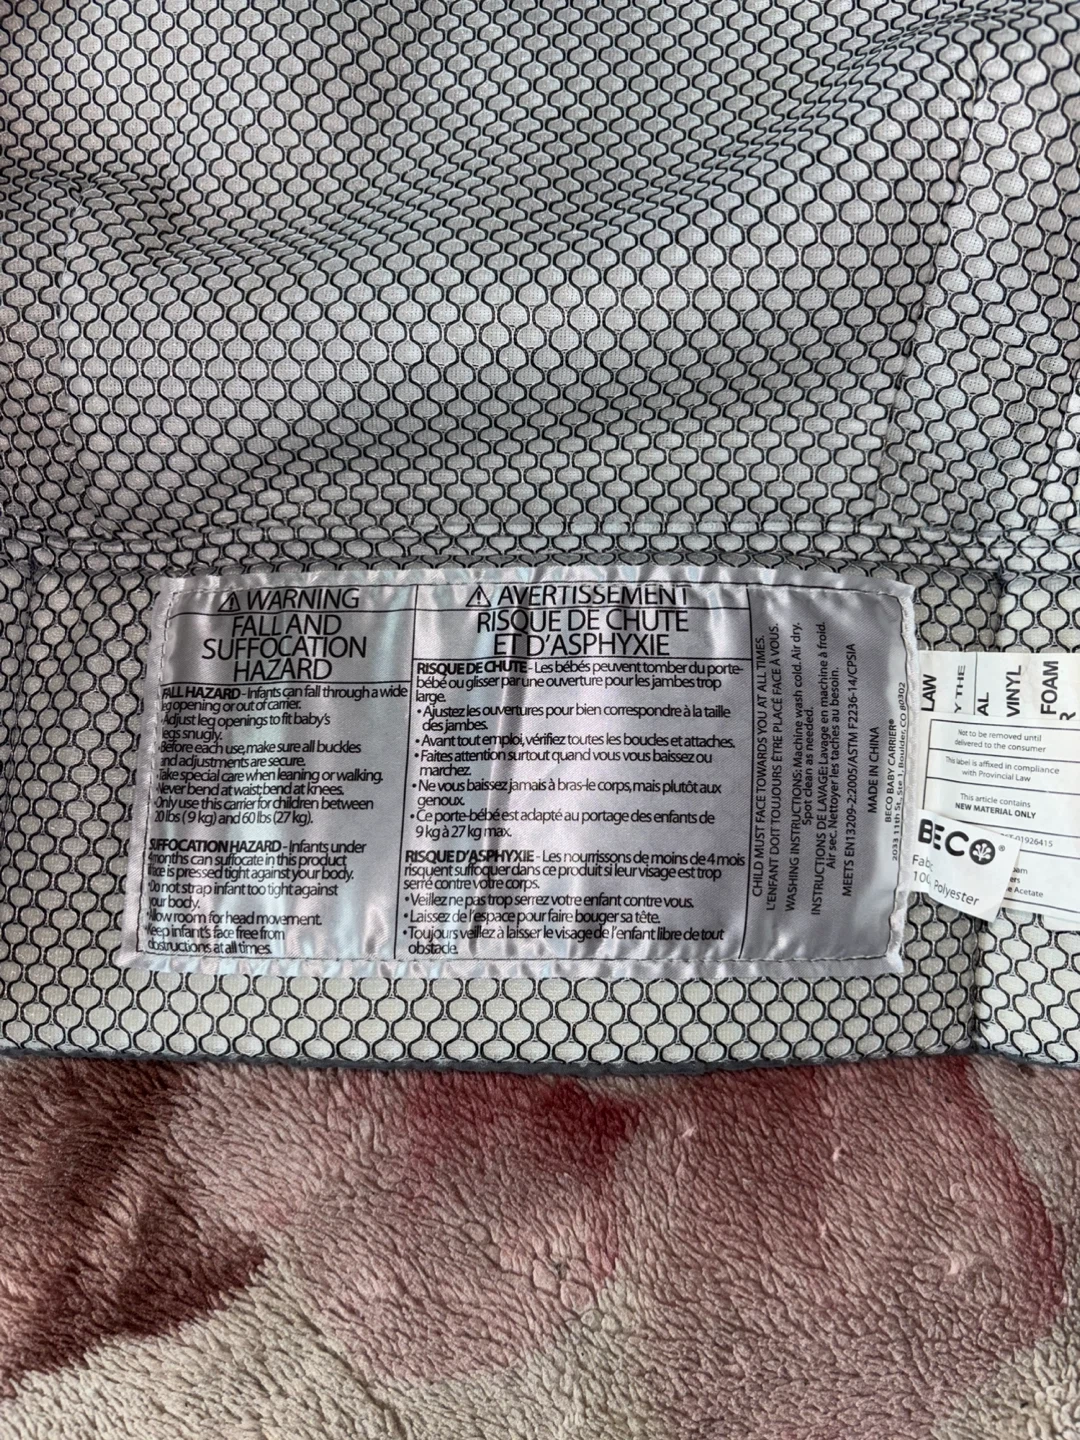 WARNING
FALL AND
SUFFOCATION
HAZARD
FALL HAZARD - Infants can fall through a wide
leg opening or out of carrier.
•Adjust leg openings to fit baby's
legs snugly.
•Before each use, make sure all buckles
and adjustments are secure.
•Take special care when leaning or walking.
•Never bend at waist; bend at knees.
•Only use this carrier for children between
20 lbs (9 kg) and 60 lbs (27 kg).
SUFFOCATION HAZARD - Infants under
4 months can suffocate in this product
face is pressed tight against your body.
•Do not strap infant too tight against
your body.
•Allow room for head movement.
•Keep infant's face free from
obstructions at all times.
AVERTISSEMENT
RISQUE DE CHUTE
ET D'ASPHYXIE
RISQUE DE CHUTE - Les bébés peuvent tomber du porte-
bébé ou glisser par une ouverture pour les jambes trop
large.
• Ajustez les ouvertures pour bien correspondre à la taille
des jambes.
• Avant tout emploi, vérifiez toutes les boucles et attaches.
• Faites attention surtout quand vous vous baissez ou
marchez.
• Ne vous baissez jamais à bras-le corps, mais plutôt aux
genoux.
• Ce porte-bébé est adapté au portage des enfants de
9 kg à 27 kg max.
RISQUE D'ASPHYXIE - Les nourrissons de moins de 4 mois
risquent suffoquer dans ce produit si leur visage est trop
serré contre votre corps.
• Veillez ne pas trop serrez votre enfant contre vous.
• Laissez de l'espace pour faire bouger sa tête.
• Toujours veillez à laisser le visage de l'enfant libre de tout
obstacle.
CHILD MUST FACE TOWARDS YOU AT ALL TIMES.
L'ENFANT DOIT TOUJOURS ÊTRE PLACÉ FACE À VOUS.
WASHING INSTRUCTIONS: Machine wash cold. Air dry.
Spot clean as needed.
INSTRUCTIONS DE LAVAGE: Lavage en machine à froid.
Air sec. Nettoyer les taches au besoin.
MEETS EN13209-2:2005/ASTM F2236-14/CPSIA
MADE IN CHINA
BECO BABY CARRIER®
2033 11th St, Ste 1, Boulder, CO 80302
LAW
Y THE
AL
VINYL
FOAM
R
Not to be removed until
delivered to the consumer
This label is affixed in compliance
with Provincial Law
This article contains
NEW MATERIAL ONLY
01926415
BECO®
Fab
100 Polyester
oam
ers
e Acetate